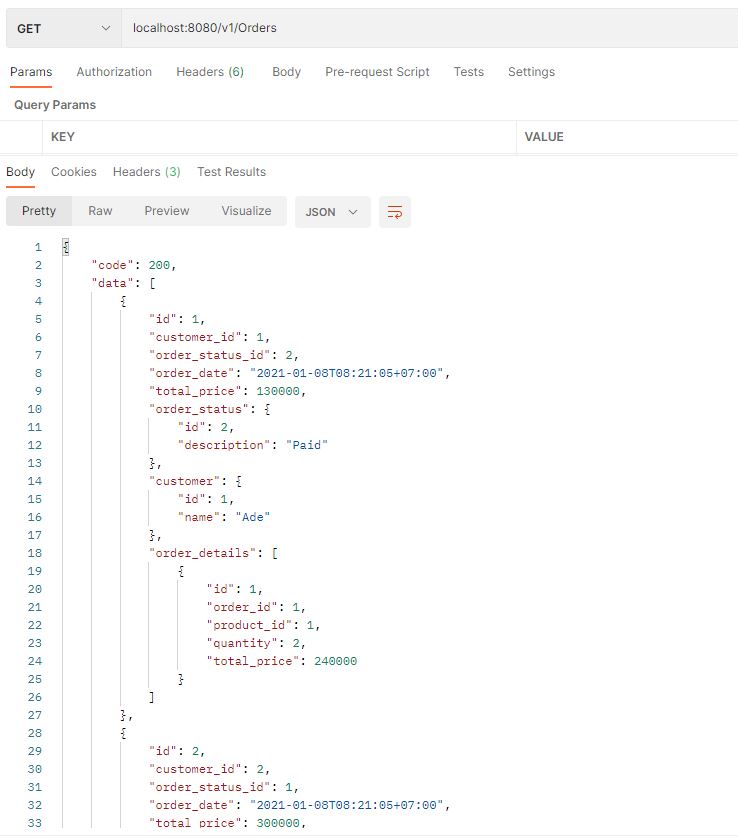 GET localhost:8080/v1/Orders
Params Authorization Headers (6) Body Pre-request Script Tests Settings
Query Params
KEY VALUE
Body Cookies Headers (3) Test Results
Pretty Raw Preview Visualize JSON
1 {
2 "code": 200,
3 "data": [
4 {
5 "id": 1,
6 "customer_id": 1,
7 "order_status_id": 2,
8 "order_date": "2021-01-08T08:21:05+07:00",
9 "total_price": 130000,
10 "order_status": {
11 "id": 2,
12 "description": "Paid"
13 },
14 "customer": {
15 "id": 1,
16 "name": "Ade"
17 },
18 "order_details": [
19 {
20 "id": 1,
21 "order_id": 1,
22 "product_id": 1,
23 "quantity": 2,
24 "total_price": 240000
25 }
26 ]
27 },
28 {
29 "id": 2,
30 "customer_id": 2,
31 "order_status_id": 1,
32 "order_date": "2021-01-08T08:21:05+07:00",
33 "total_price": 300000,